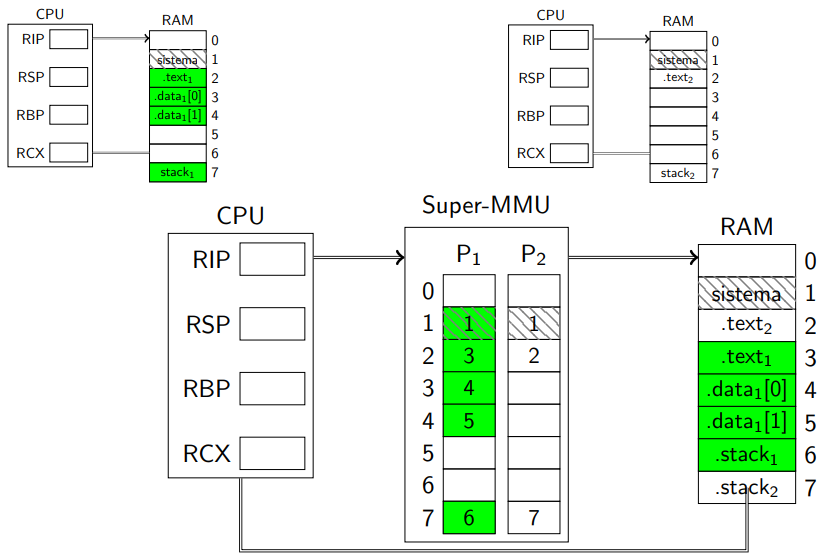 CPU
RAM
RIP
0
sistema
1
RSP
.text₁
2
.data₁[0]
3
RBP
.data₁[1]
4
5
RCX
6
stack₁
7
CPU
RAM
RIP
0
sistema
1
RSP
.text₂
2
3
RBP
4
5
RCX
6
stack₂
7
CPU
Super-MMU
RAM
RIP
RSP
RBP
RCX
P₁ P₂
0
1 1 1
2 3 2
3 4
4 5
5
6
7 6 7
0
sistema 1
.text₂ 2
.text₁ 3
.data₁[0] 4
.data₁[1] 5
.stack₁ 6
.stack₂ 7